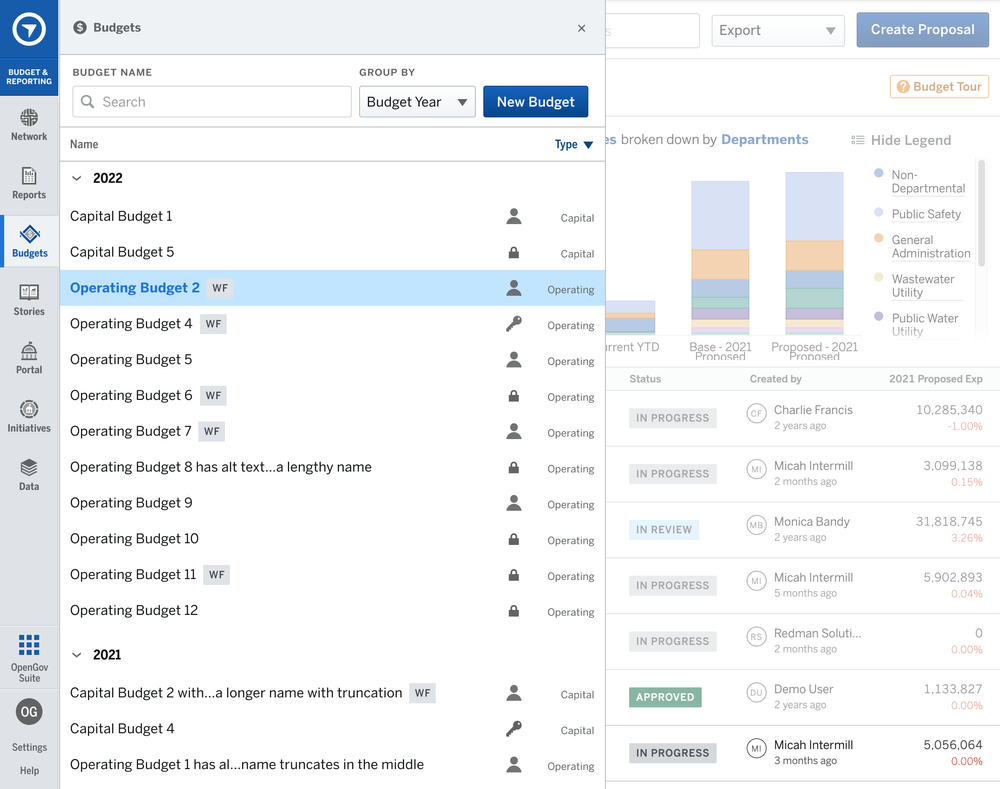 BUDGET &
REPORTING
Network
Reports
Budgets
Stories
Portal
Initiatives
Data
OpenGov
Suite
OG
Settings
Help
Budgets
×
BUDGET NAME
GROUP BY
Search
Budget Year
New Budget
Name
Type
2022
Capital Budget 1
Capital
Capital Budget 5
Capital
Operating Budget 2 WF
Operating
Operating Budget 4 WF
Operating
Operating Budget 5
Operating
Operating Budget 6 WF
Operating
Operating Budget 7 WF
Operating
Operating Budget 8 has alt text...a lengthy name
Operating
Operating Budget 9
Operating
Operating Budget 10
Operating
Operating Budget 11 WF
Operating
Operating Budget 12
Operating
2021
Capital Budget 2 with...a longer name with truncation WF
Capital
Capital Budget 4
Capital
Operating Budget 1 has al...name truncates in the middle
Operating
Export
Create Proposal
Budget Tour
es broken down by Departments
Hide Legend
Non-
Departmental
Public Safety
General
Administration
Wastewater
Utility
Public Water
Utility
rrent YTD
Base - 2021
Proposed
Proposed - 2021
Proposed
Status
Created by
2021 Proposed Exp
IN PROGRESS
CF
Charlie Francis
2 years ago
10,285,340
-1.00%
IN PROGRESS
MI
Micah Intermill
2 months ago
3,099,138
0.15%
IN REVIEW
MB
Monica Bandy
2 years ago
31,818,745
3.26%
IN PROGRESS
MI
Micah Intermill
5 months ago
5,902,893
0.04%
IN PROGRESS
RS
Redman Soluti...
2 months ago
0
0.00%
APPROVED
DU
Demo User
2 years ago
1,133,827
0.00%
IN PROGRESS
MI
Micah Intermill
3 months ago
5,056,064
0.00%